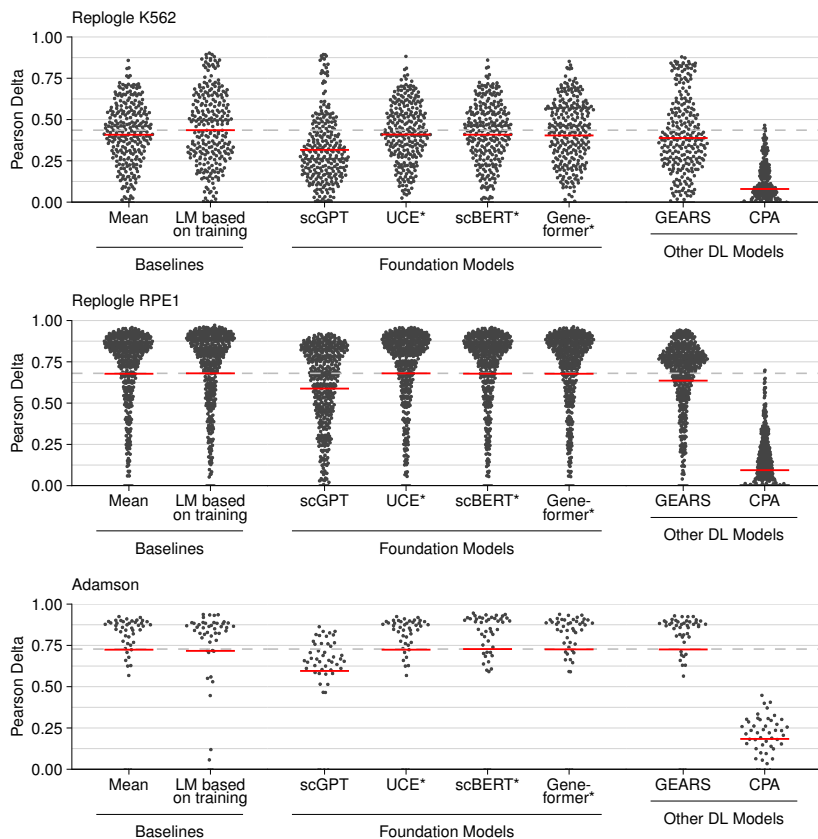 Replogle K562
1.00
0.75
0.50
0.25
0.00
Pearson Delta
Mean
LM based
on training
scGPT
UCE*
scBERT*
Gene-
former*
GEARS
CPA
Baselines
Foundation Models
Other DL Models
Replogle RPE1
1.00
0.75
0.50
0.25
0.00
Pearson Delta
Mean
LM based
on training
scGPT
UCE*
scBERT*
Gene-
former*
GEARS
CPA
Baselines
Foundation Models
Other DL Models
Adamson
1.00
0.75
0.50
0.25
0.00
Pearson Delta
Mean
LM based
on training
scGPT
UCE*
scBERT*
Gene-
former*
GEARS
CPA
Baselines
Foundation Models
Other DL Models